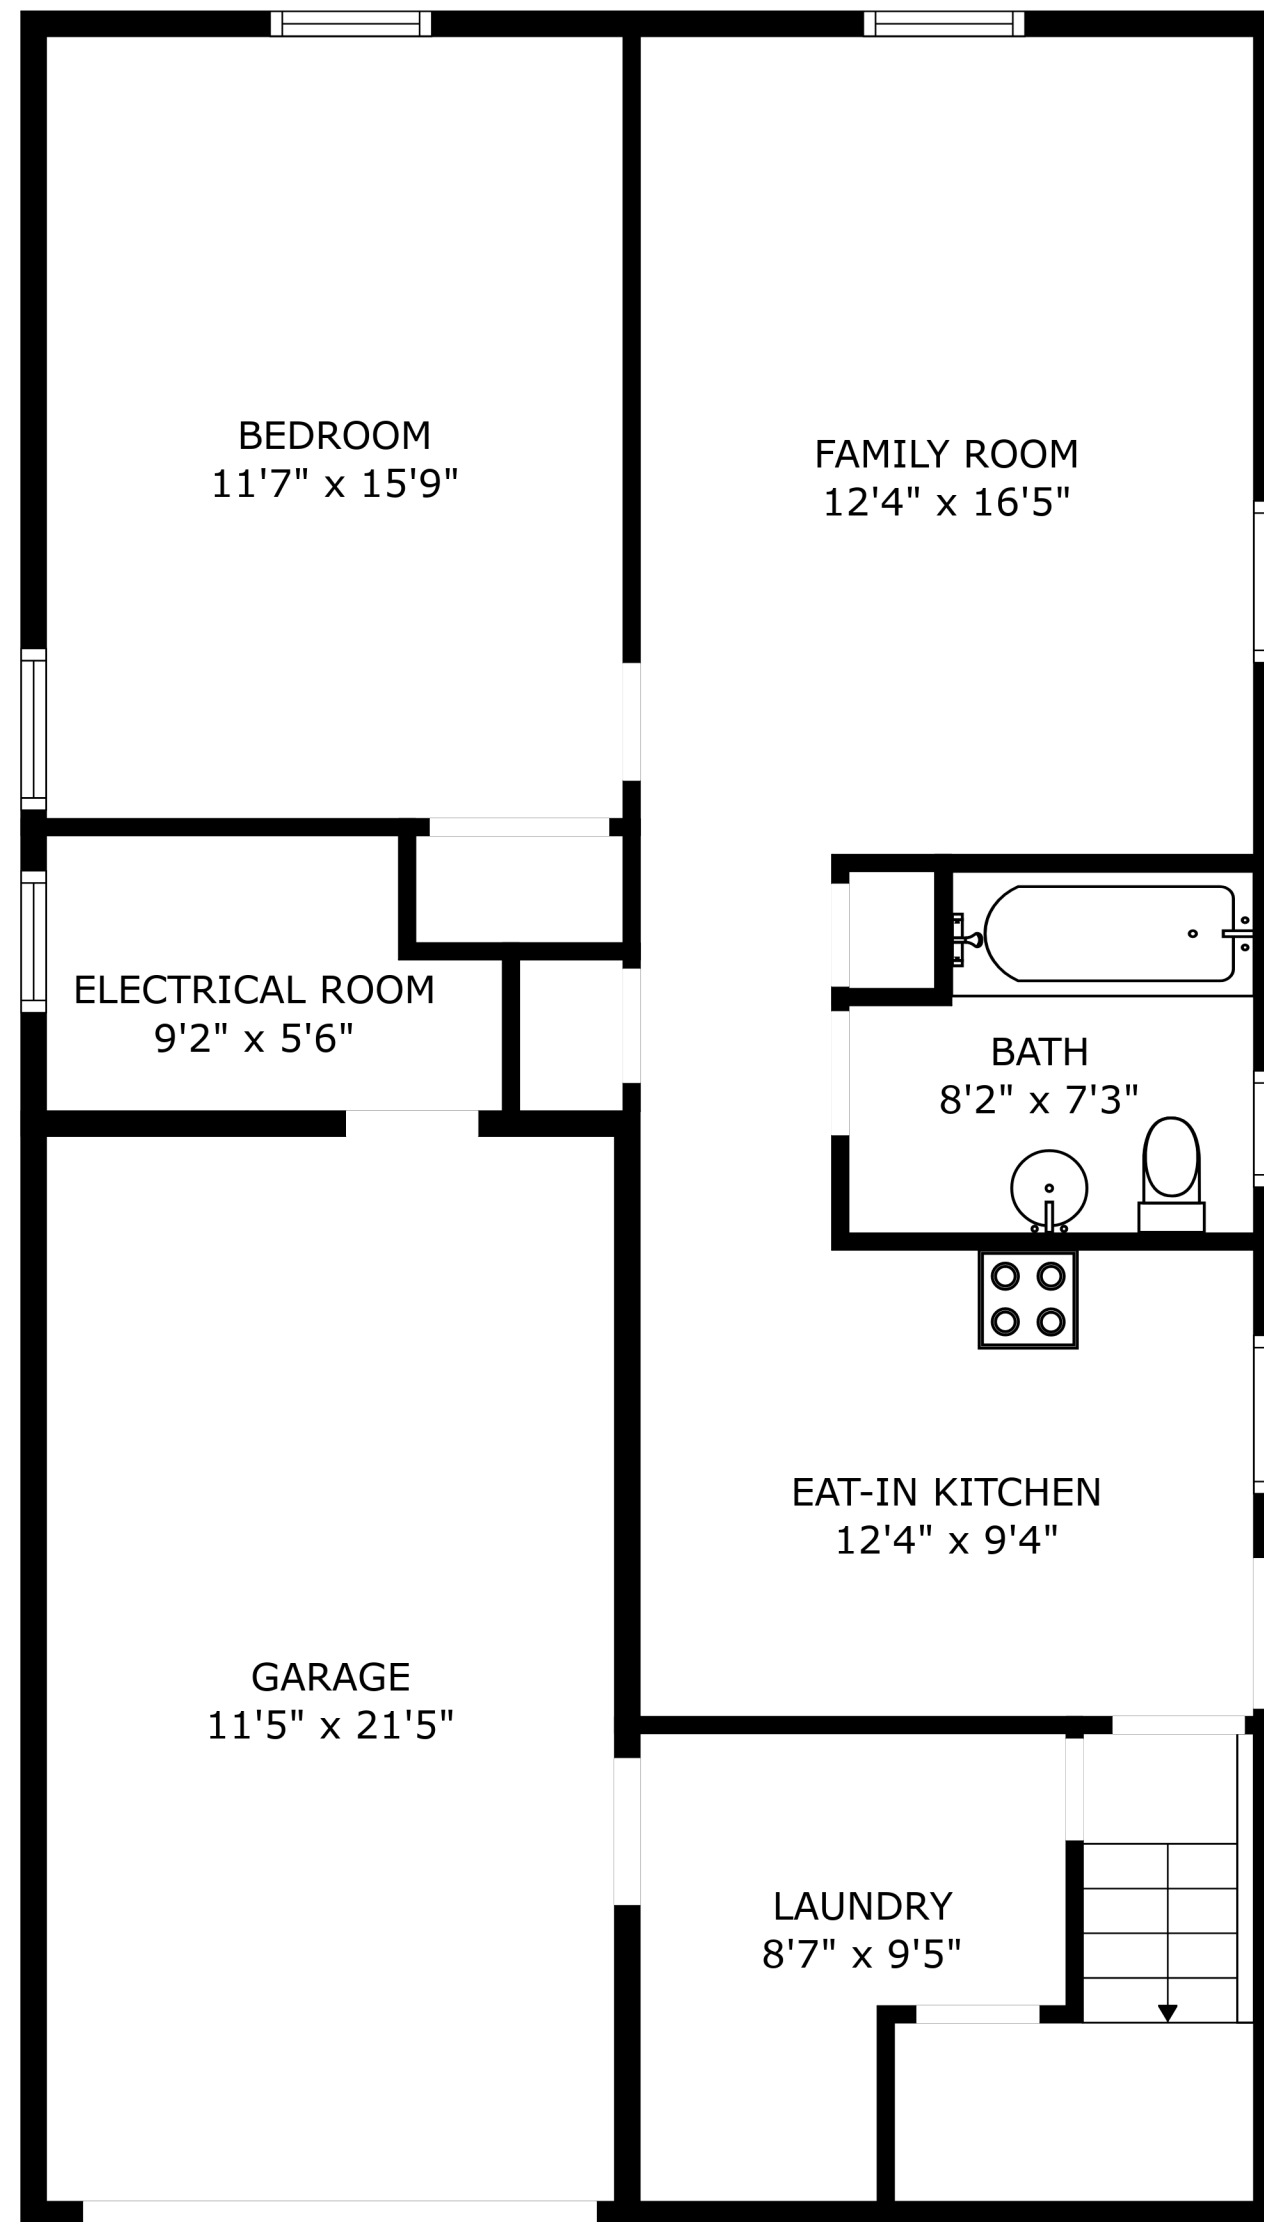 BEDROOM
11'7" x 15'9"
FAMILY ROOM
12'4" x 16'5"
ELECTRICAL ROOM
9'2" x 5'6"
BATH
8'2" x 7'3"
EAT-IN KITCHEN
12'4" x 9'4"
GARAGE
11'5" x 21'5"
LAUNDRY
8'7" x 9'5"